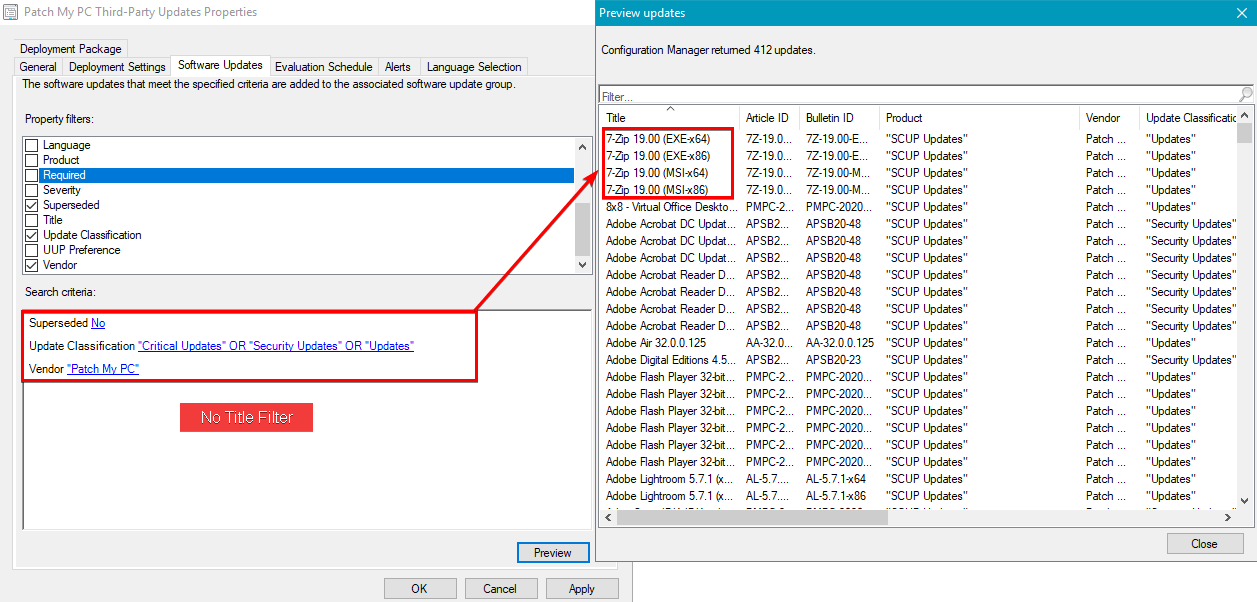 Patch My PC Third-Party Updates Properties
Deployment Package
General Deployment Settings Software Updates Evaluation Schedule Alerts Language Selection
The software updates that meet the specified criteria are added to the associated software update group.
Property filters:
Language
Product
Required
Severity
Superseded
Title
Update Classification
UUP Preference
Vendor
Search criteria:
Superseded No
Update Classification "Critical Updates" OR "Security Updates" OR "Updates"
Vendor "Patch My PC"
No Title Filter
Preview
OK Cancel Apply
Preview updates
Configuration Manager returned 412 updates.
Filter...
Title Article ID Bulletin ID Product Vendor Update Classificatic
7-Zip 19.00 (EXE-x64) 7Z-19.0... 7Z-19.00-E... "SCUP Updates" Patch ... "Updates"
7-Zip 19.00 (EXE-x86) 7Z-19.0... 7Z-19.00-E... "SCUP Updates" Patch ... "Updates"
7-Zip 19.00 (MSI-x64) 7Z-19.0... 7Z-19.00-M... "SCUP Updates" Patch ... "Updates"
7-Zip 19.00 (MSI-x86) 7Z-19.0... 7Z-19.00-M... "SCUP Updates" Patch ... "Updates"
8x8 - Virtual Office Deskto... PMPC-2... PMPC-2020... "SCUP Updates" Patch ... "Updates"
Adobe Acrobat DC Updat... APSB2... APSB20-48 "SCUP Updates" Patch ... "Security Updates"
Adobe Acrobat DC Updat... APSB2... APSB20-48 "SCUP Updates" Patch ... "Security Updates"
Adobe Acrobat DC Updat... APSB2... APSB20-48 "SCUP Updates" Patch ... "Security Updates"
Adobe Acrobat Reader D... APSB2... APSB20-48 "SCUP Updates" Patch ... "Security Updates"
Adobe Acrobat Reader D... APSB2... APSB20-48 "SCUP Updates" Patch ... "Security Updates"
Adobe Acrobat Reader D... APSB2... APSB20-48 "SCUP Updates" Patch ... "Security Updates"
Adobe Acrobat Reader D... APSB2... APSB20-48 "SCUP Updates" Patch ... "Security Updates"
Adobe Air 32.0.0.125 AA-32.0... AA-32.0.0.125 "SCUP Updates" Patch ... "Updates"
Adobe Digital Editions 4.5... APSB2... APSB20-23 "SCUP Updates" Patch ... "Security Updates"
Adobe Flash Player 32-bit... PMPC-2... PMPC-2020... "SCUP Updates" Patch ... "Updates"
Adobe Flash Player 32-bit... PMPC-2... PMPC-2020... "SCUP Updates" Patch ... "Updates"
Adobe Flash Player 32-bit... PMPC-2... PMPC-2020... "SCUP Updates" Patch ... "Updates"
Adobe Flash Player 32-bit... PMPC-2... PMPC-2020... "SCUP Updates" Patch ... "Updates"
Adobe Flash Player 32-bit... PMPC-2... PMPC-2020... "SCUP Updates" Patch ... "Updates"
Adobe Flash Player 32-bit... PMPC-2... PMPC-2020... "SCUP Updates" Patch ... "Updates"
Adobe Lightroom 5.7.1 (x... AL-5.7.... AL-5.7.1-x64 "SCUP Updates" Patch ... "Updates"
Adobe Lightroom 5.7.1 (x... AL-5.7.... AL-5.7.1-x86 "SCUP Updates" Patch ... "Updates"
Close